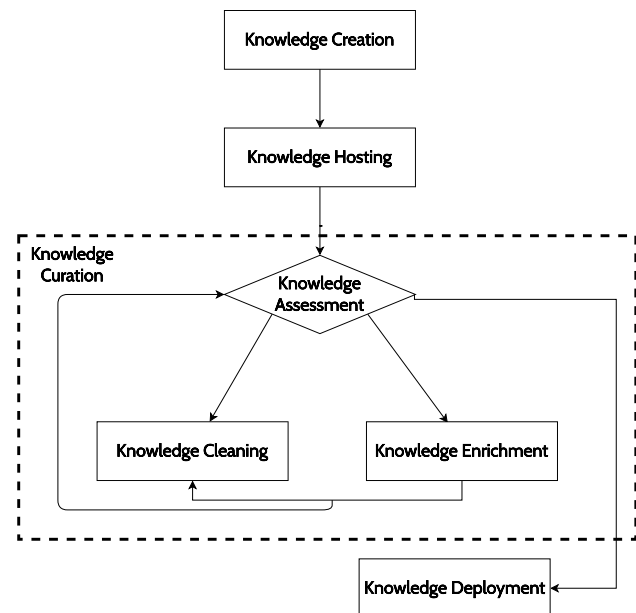 Knowledge Creation
Knowledge Hosting
Knowledge
Curation
Knowledge
Assessment
Knowledge Cleaning
Knowledge Enrichment
Knowledge Deployment